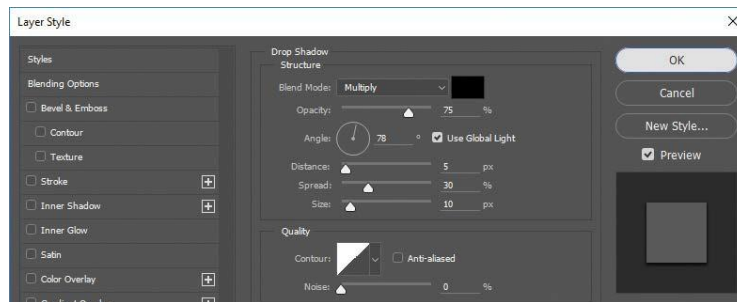 Layer Style
Styles
Blending Options
Bevel & Emboss
Contour
Texture
Stroke
Inner Shadow
Inner Glow
Satin
Color Overlay
Gradient Overlay
Drop Shadow
Structure
Blend Mode: Multiply
Opacity: 75 %
Angle: 78 ° Use Global Light
Distance: 5 px
Spread: 30 %
Size: 10 px
Quality
Contour: Anti-aliased
Noise: 0 %
OK
Cancel
New Style...
Preview